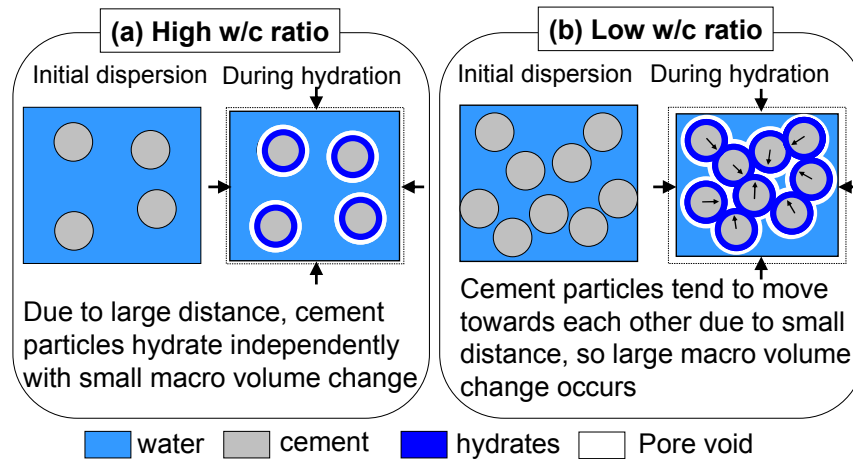 (a) High w/c ratio
Initial dispersion During hydration
Due to large distance, cement
particles hydrate independently
with small macro volume change
(b) Low w/c ratio
Initial dispersion During hydration
Cement particles tend to move
towards each other due to small
distance, so large macro volume
change occurs
water cement hydrates Pore void